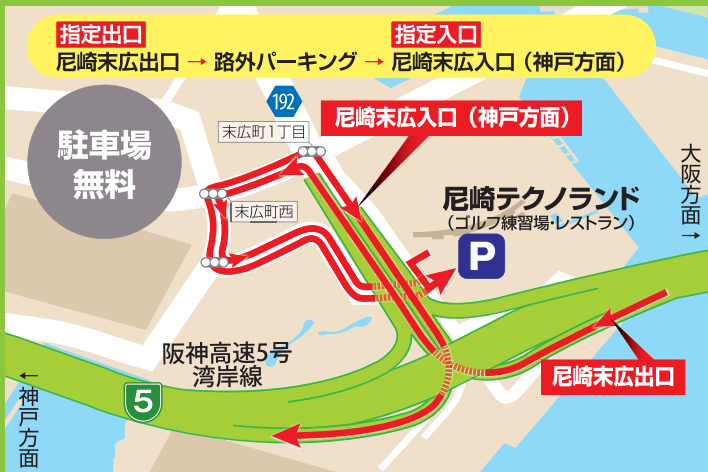 指定出口
指定入口
尼崎末広出口 → 路外パーキング → 尼崎末広入口(神戸方面)
駐車場
無料
192
末広町1丁目
尼崎末広入口(神戸方面)
末広町西
尼崎テクノランド
(ゴルフ練習場・レストラン)
P
大阪方面
→
阪神高速5号
湾岸線
5
尼崎末広出口
←
神戸方面